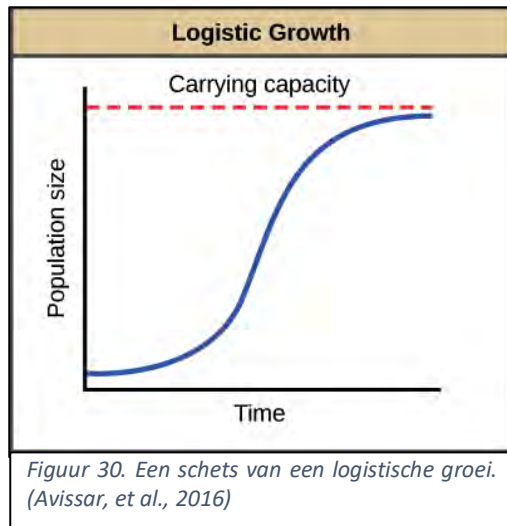 Logistic Growth
Carrying capacity
Population size
Time
Figuur 30. Een schets van een logistische groei.
(Avissar, et al., 2016)